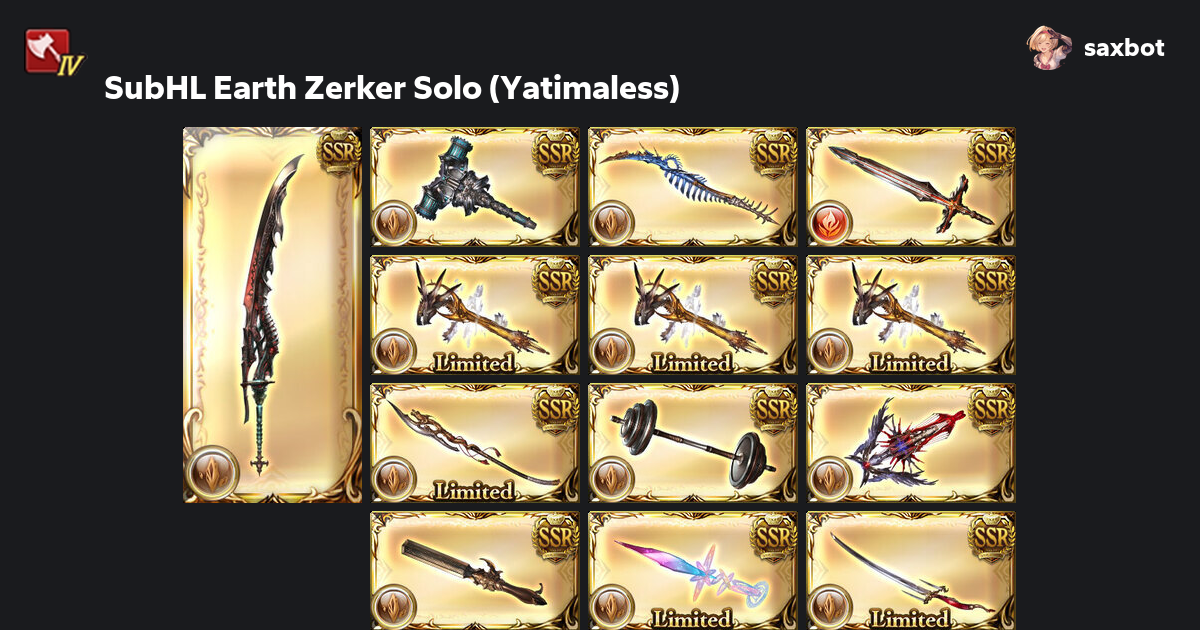 IV
saxbot
SubHL Earth Zerker Solo (Yatimaless)
SSR
SSR SSR SSR
SSR SSR SSR
Limited Limited Limited
SSR SSR SSR
Limited
SSR SSR SSR
Limited Limited